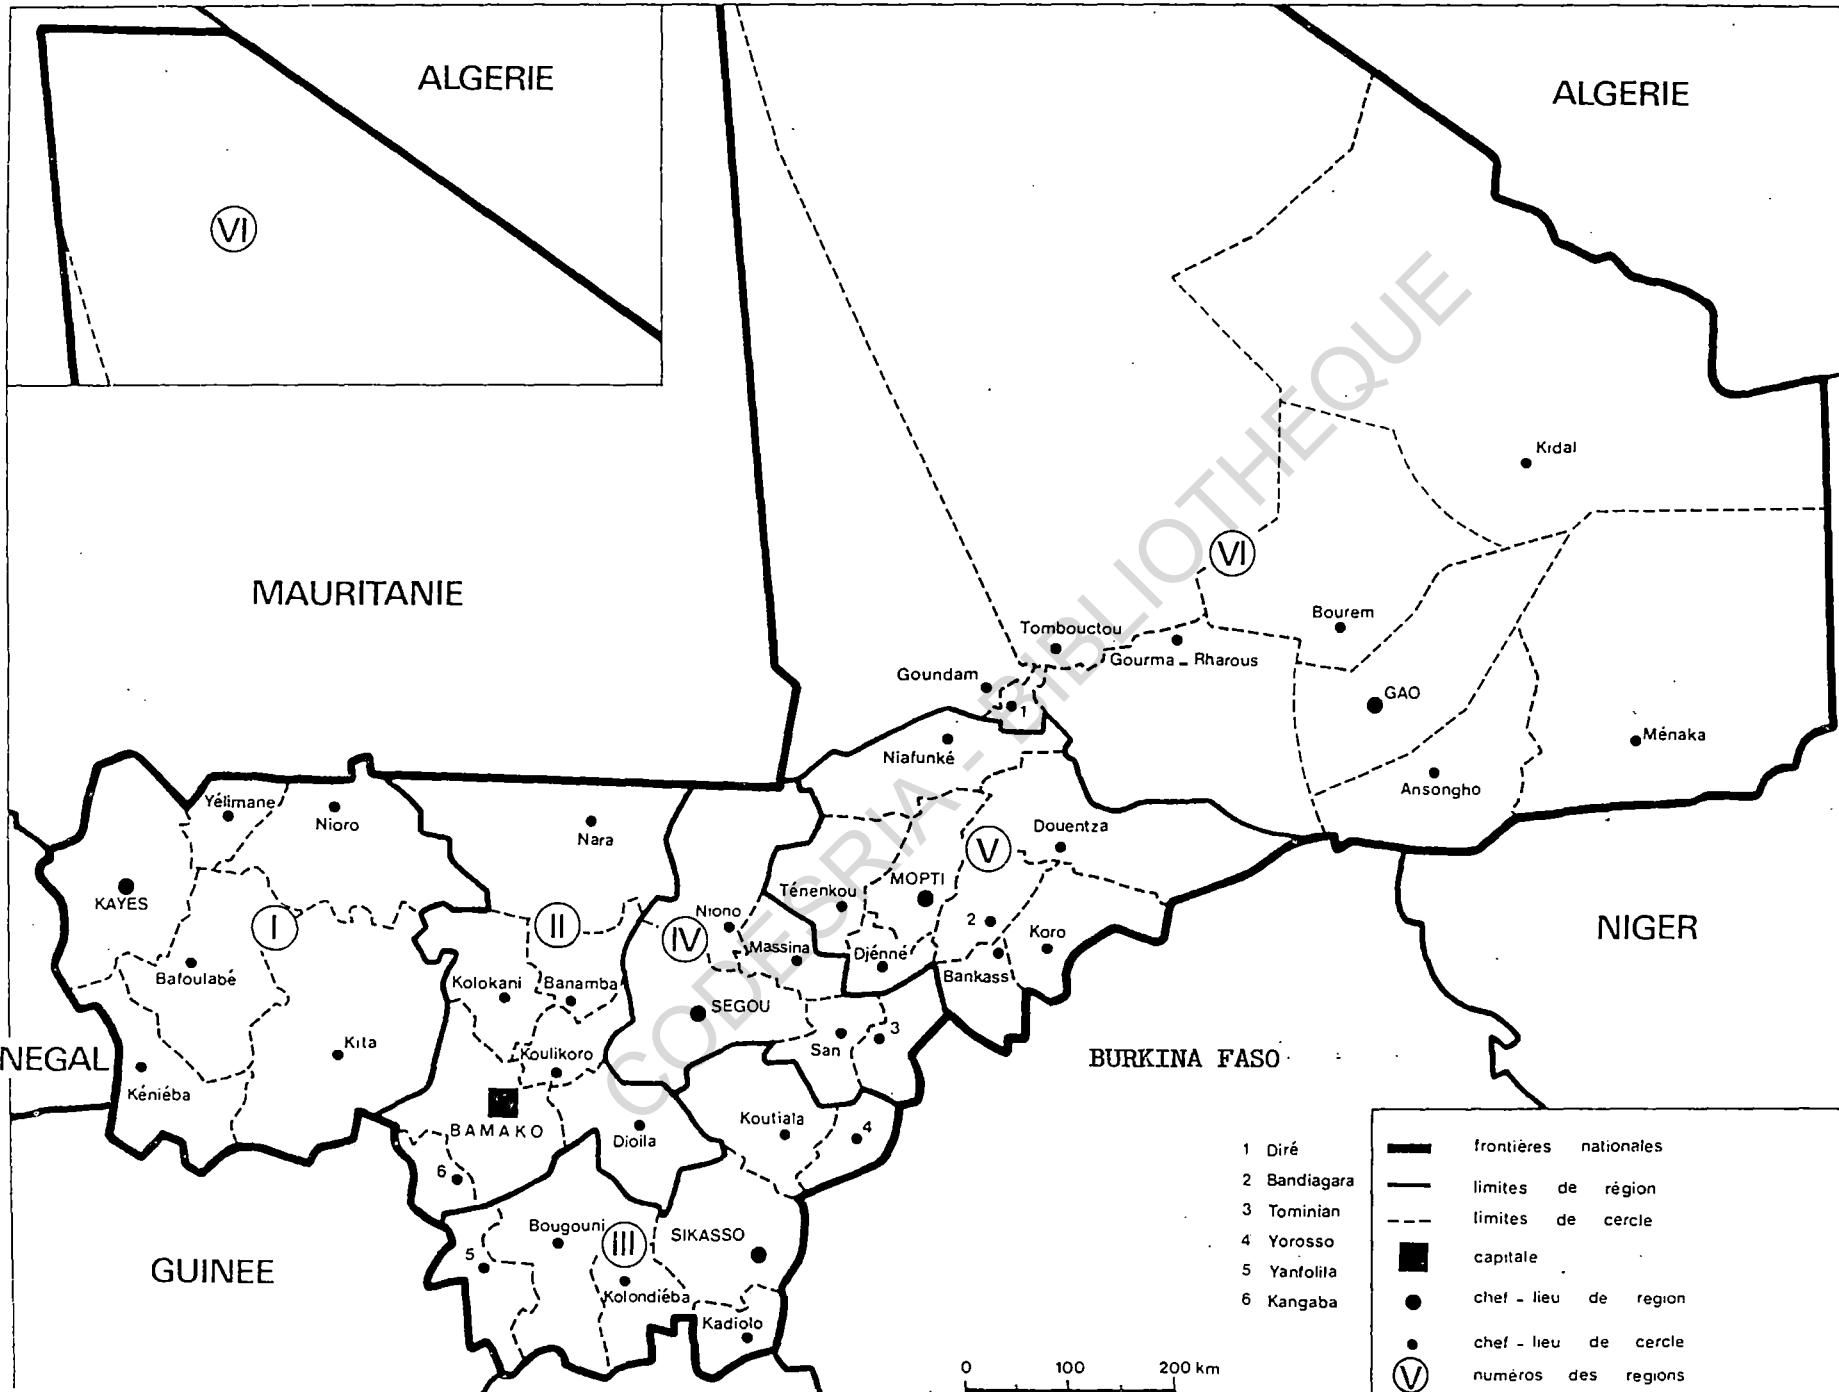 ALGERIE
ALGERIE
VI
Kidal
MAURITANIE
VI
Bourem
Tombouctou
Gourma - Rharous
Goundam
GAO
1
Ménaka
Niafunké
Ansongho
Yélimane
Nioro
Nara
Douentza
V
KAYES
Ténenkou
MOPTI
I
II
Niono
IV
2
Koro
NIGER
Massina
Djénné
Bankass
Bafoulabé
Kolokani
Banamba
SEGOU
3
San
Kita
Koulikoro
NEGAL
BURKINA FASO
Kéniéba
Koutiala
4
BAMAKO
Dioila
6
Bougouni
III
SIKASSO
5
GUINEE
Kolondiéba
Kadiolo
1 Diré
2 Bandiagara
3 Tominian
4 Yorosso
5 Yanfolila
6 Kangaba
frontières nationales
limites de région
limites de cercle
capitale
chef - lieu de region
chef - lieu de cercle
V numéros des regions
0 100 200 km
CODESRIA - BIBLIOTHEQUE